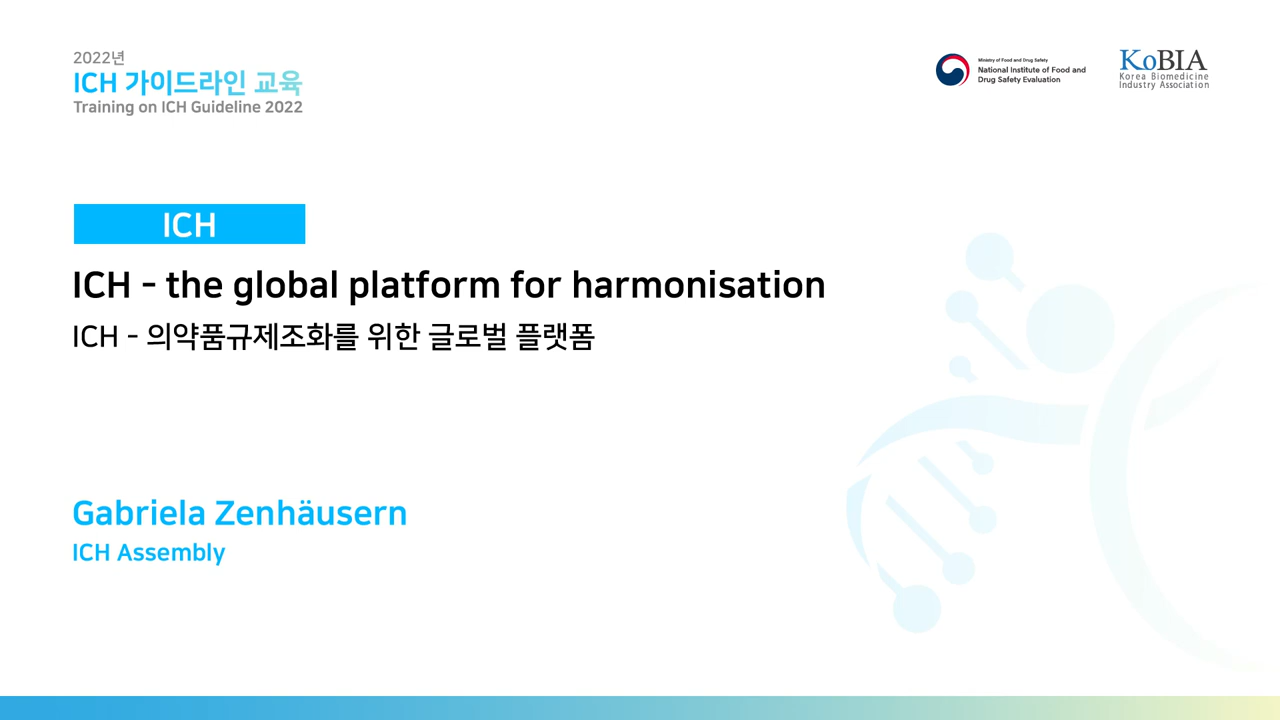 2022년
ICH 가이드라인 교육
Training on ICH Guideline 2022
Ministry of Food and Drug Safety
National Institute of Food and
Drug Safety Evaluation
KoBIA
Korea Biomedicine
Industry Association
ICH
ICH - the global platform for harmonisation
ICH - 의약품규제조화를 위한 글로벌 플랫폼
Gabriela Zenhäusern
ICH Assembly